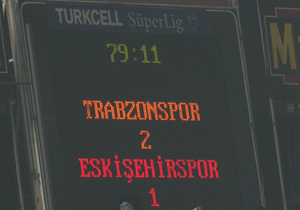 TURKCELL SüperLig
79:11
TRABZONSPOR
2
ESKİŞEHİRSPOR
1
M